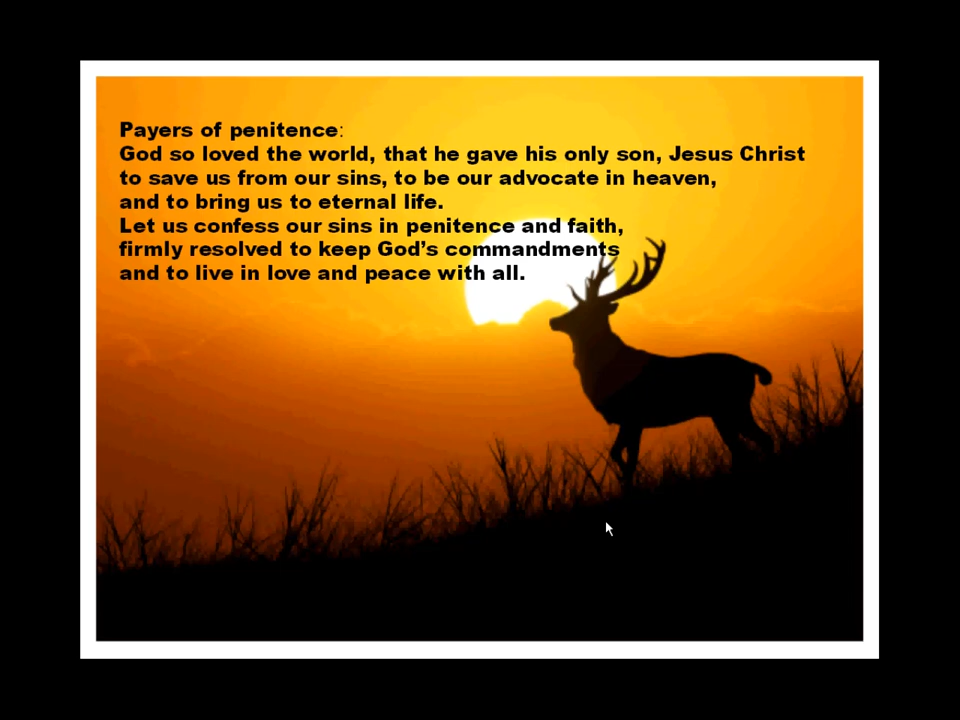 Payers of penitence:
God so loved the world, that he gave his only son, Jesus Christ
to save us from our sins, to be our advocate in heaven,
and to bring us to eternal life.
Let us confess our sins in penitence and faith,
firmly resolved to keep God’s commandments
and to live in love and peace with all.